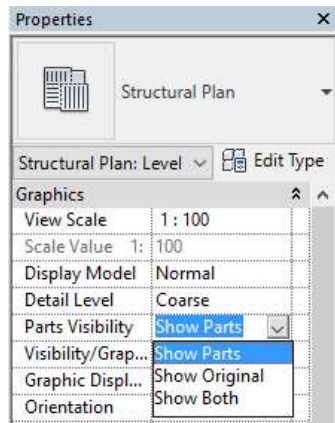 Properties ×
Structural Plan
Structural Plan: Level Edit Type
Graphics
View Scale 1 : 100
Scale Value 1: 100
Display Model Normal
Detail Level Coarse
Parts Visibility Show Parts
Visibility/Grap... Show Parts
Graphic Displ... Show Original
Show Both
Orientation